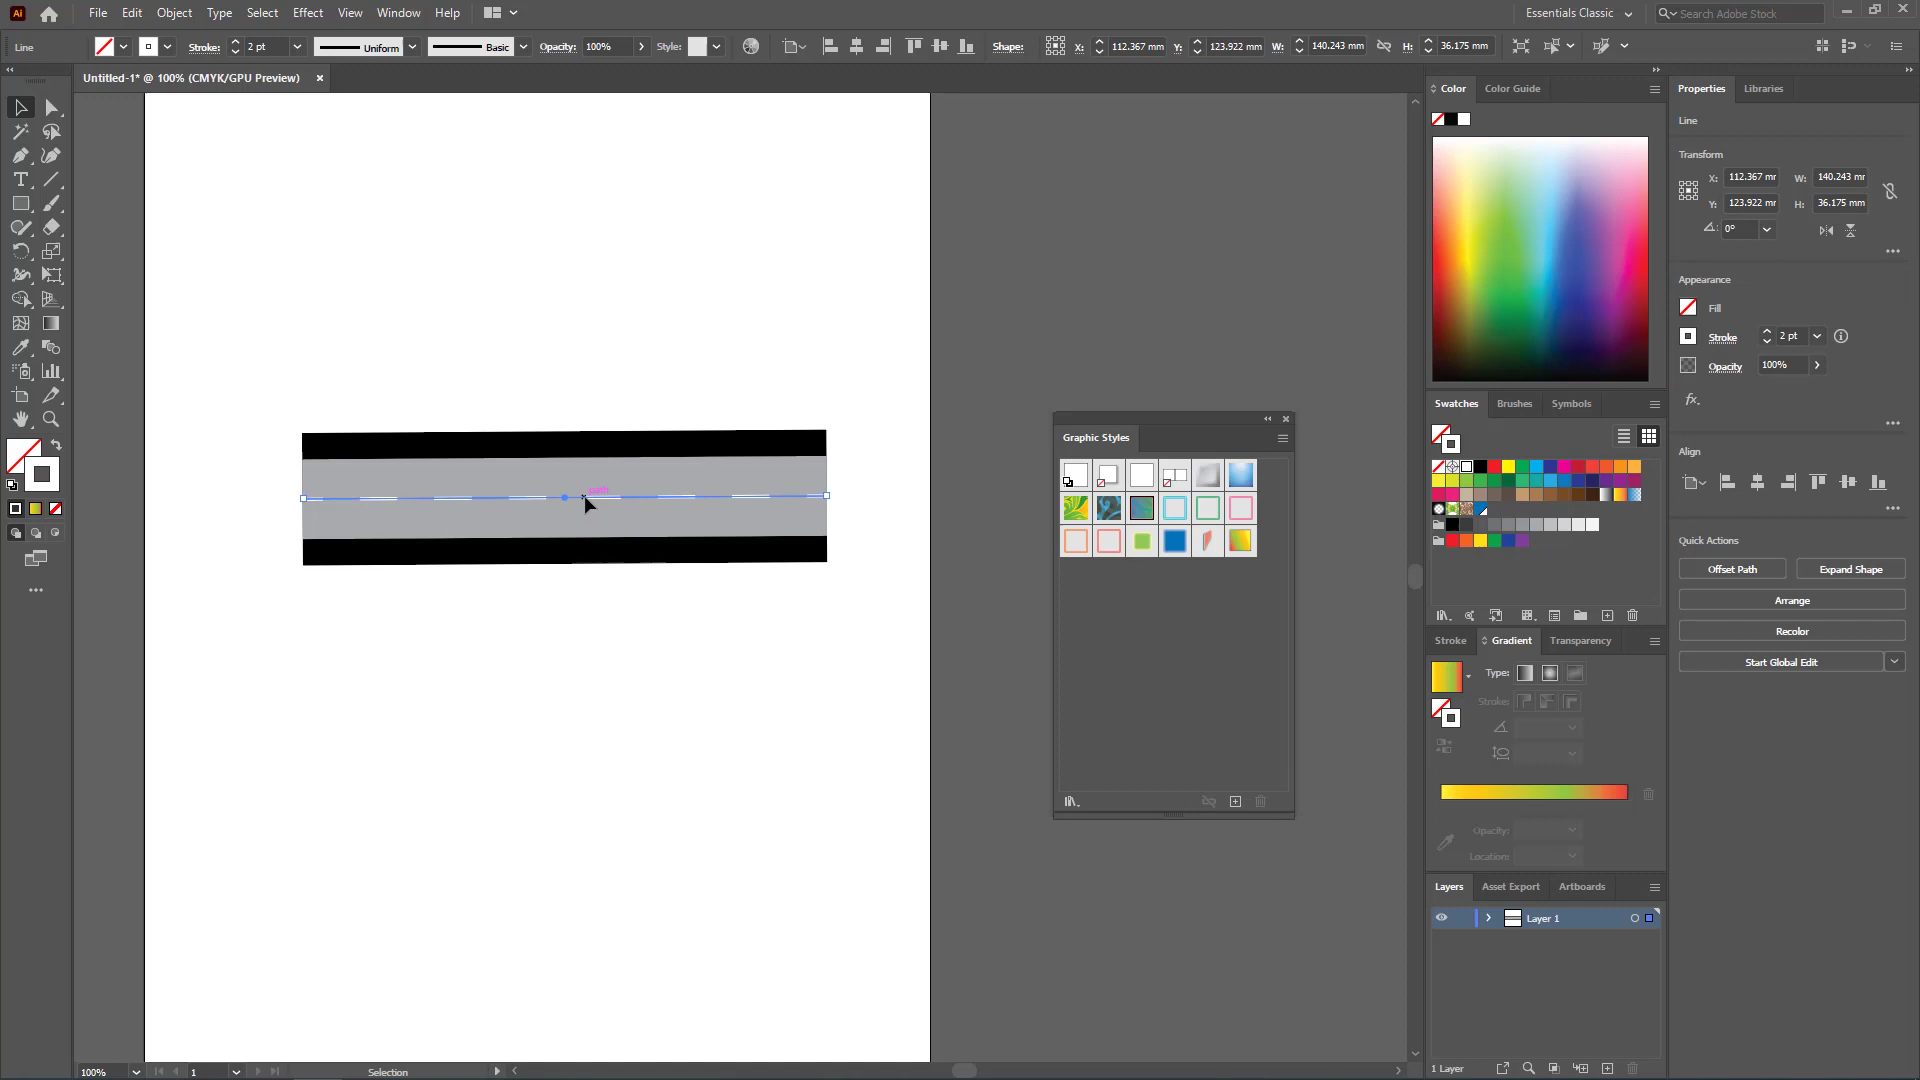 Ai File Edit Object Type Select Effect View Window Help Essentials Classic Search Adobe Stock
Line Stroke: 2 pt Uniform Basic Opacity: 100% Style: Shape: X: 112.367 mm Y: 123.922 mm W: 140.243 mm H: 36.175 mm
Untitled-1* @ 100% (CMYK/GPU Preview)
path
Graphic Styles
Color Color Guide
Swatches Brushes Symbols
Stroke Gradient Transparency
Type:
Stroke:
Opacity:
Location:
Layers Asset Export Artboards
Layer 1
1 Layer
Properties Libraries
Line
Transform
X: 112.367 mr W: 140.243 mr
Y: 123.922 mr H: 36.175 mm
0°
Appearance
Fill
Stroke 2 pt
Opacity 100%
fx.
Align
Quick Actions
Offset Path Expand Shape
Arrange
Recolor
Start Global Edit
100% 1 Selection